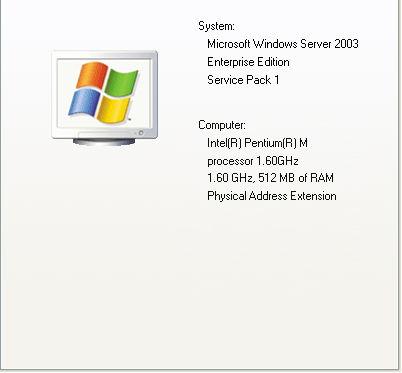 System:
Microsoft Windows Server 2003
Enterprise Edition
Service Pack 1
Computer:
Intel(R) Pentium(R) M
processor 1.60GHz
1.60 GHz, 512 MB of RAM
Physical Address Extension